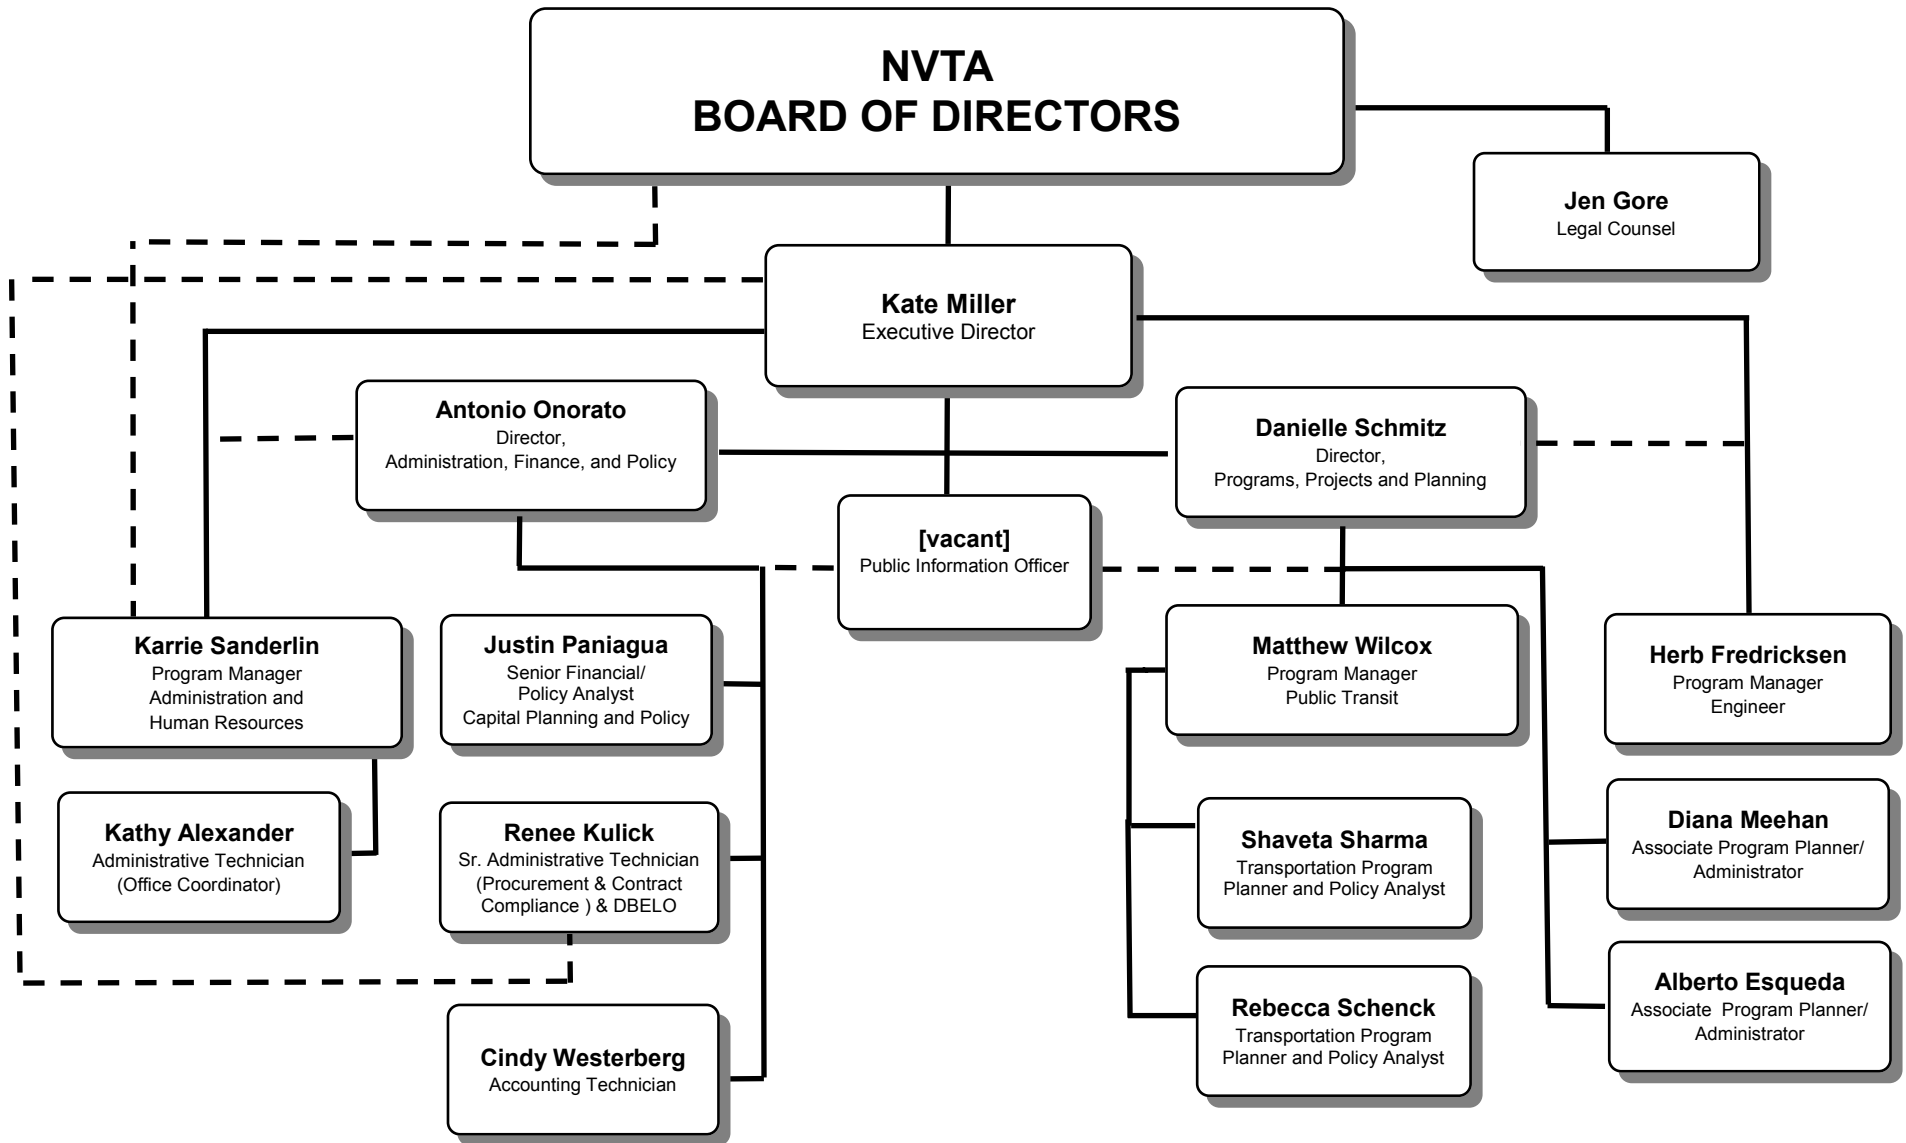 NVTA
BOARD OF DIRECTORS
Jen Gore
Legal Counsel
Kate Miller
Executive Director
Antonio Onorato
Director,
Administration, Finance, and Policy
Danielle Schmitz
Director,
Programs, Projects and Planning
[vacant]
Public Information Officer
Karrie Sanderlin
Program Manager
Administration and
Human Resources
Justin Paniagua
Senior Financial/
Policy Analyst
Capital Planning and Policy
Matthew Wilcox
Program Manager
Public Transit
Herb Fredricksen
Program Manager
Engineer
Kathy Alexander
Administrative Technician
(Office Coordinator)
Renee Kulick
Sr. Administrative Technician
(Procurement & Contract
Compliance ) & DBELO
Shaveta Sharma
Transportation Program
Planner and Policy Analyst
Diana Meehan
Associate Program Planner/
Administrator
Cindy Westerberg
Accounting Technician
Rebecca Schenck
Transportation Program
Planner and Policy Analyst
Alberto Esqueda
Associate  Program Planner/
Administrator